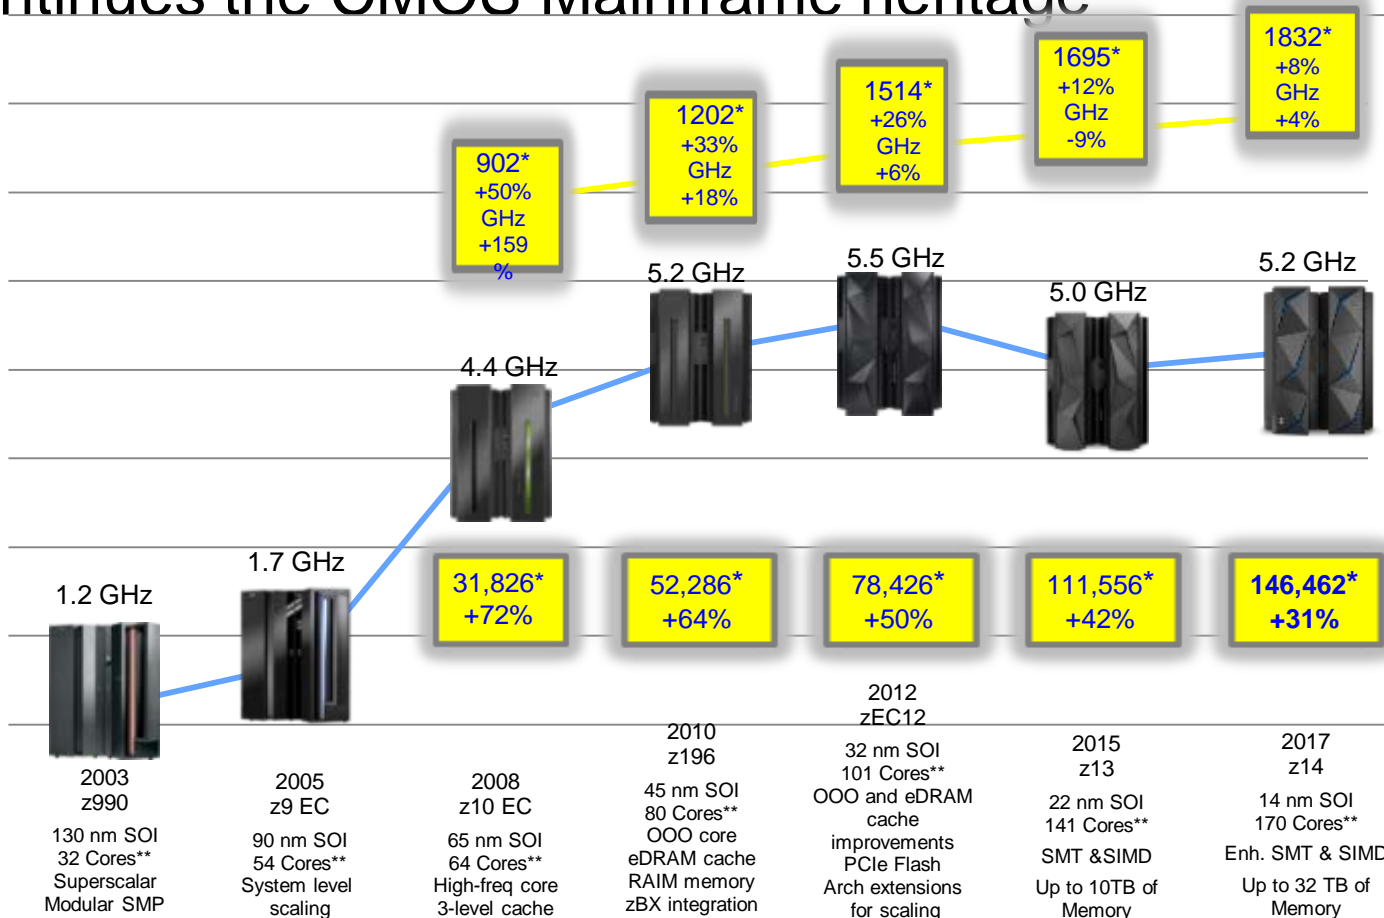 ntinues the CMOS Mainframe heritage
902*
+50%
GHz
+159
%
1202*
+33%
GHz
+18%
1514*
+26%
GHz
+6%
1695*
+12%
GHz
-9%
1832*
+8%
GHz
+4%
1.2 GHz
1.7 GHz
4.4 GHz
5.2 GHz
5.5 GHz
5.0 GHz
5.2 GHz
31,826*
+72%
52,286*
+64%
78,426*
+50%
111,556*
+42%
146,462*
+31%
2003
z990
130 nm SOI
32 Cores**
Superscalar
Modular SMP
2005
z9 EC
90 nm SOI
54 Cores**
System level
scaling
2008
z10 EC
65 nm SOI
64 Cores**
High-freq core
3-level cache
2010
z196
45 nm SOI
80 Cores**
OOO core
eDRAM cache
RAIM memory
zBX integration
2012
zEC12
32 nm SOI
101 Cores**
OOO and eDRAM
cache
improvements
PCIe Flash
Arch extensions
for scaling
2015
z13
22 nm SOI
141 Cores**
SMT &SIMD
Up to 10TB of
Memory
2017
z14
14 nm SOI
170 Cores**
Enh. SMT & SIMD
Up to 32 TB of
Memory